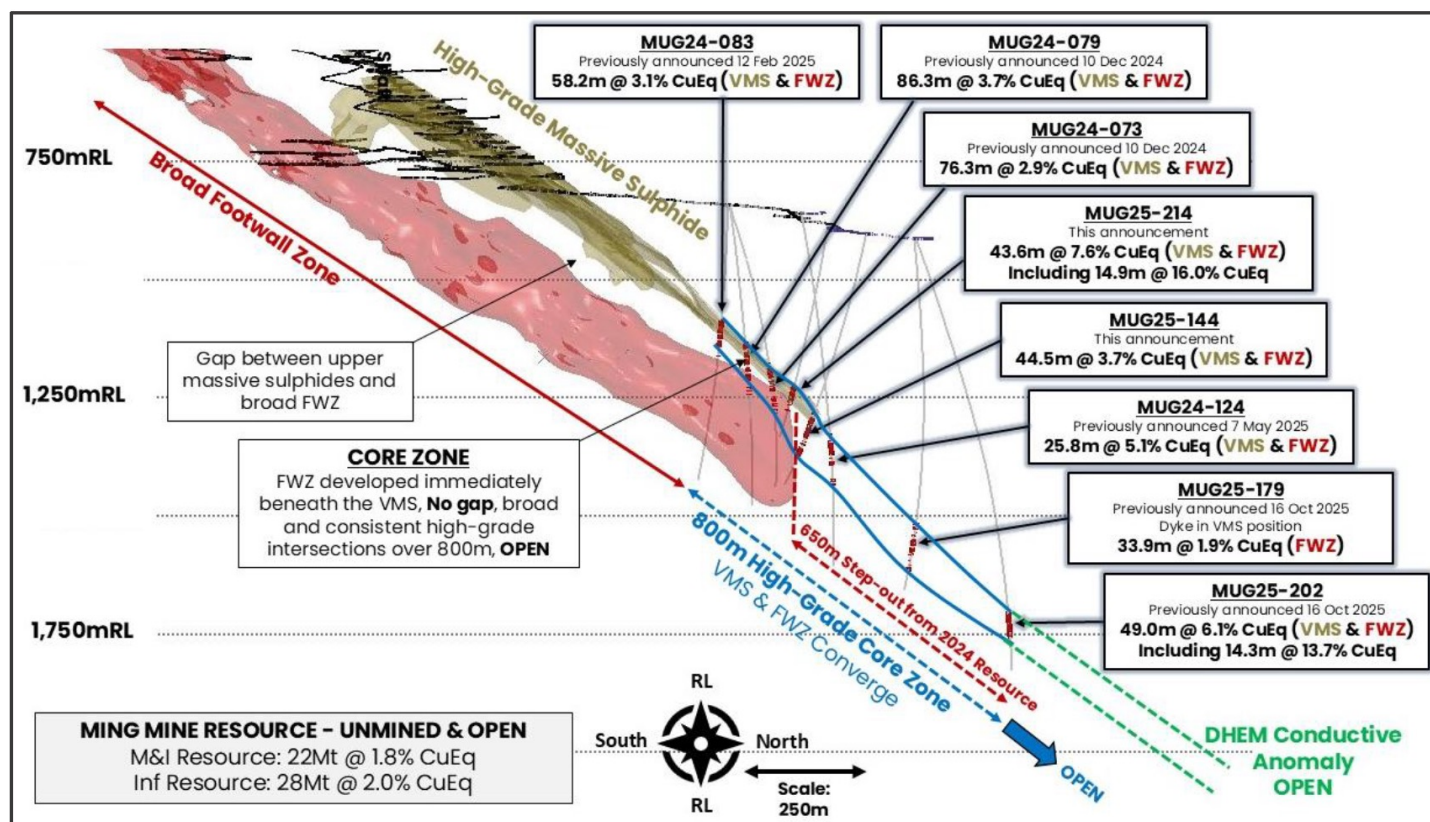 MUG24-083
Previously announced 12 Feb 2025
58.2m @ 3.1% CuEq (VMS & FWZ)
MUG24-079
Previously announced 10 Dec 2024
86.3m @ 3.7% CuEq (VMS & FWZ)
MUG24-073
Previously announced 10 Dec 2024
76.3m @ 2.9% CuEq (VMS & FWZ)
MUG25-214
This announcement
43.6m @ 7.6% CuEq (VMS & FWZ)
Including 14.9m @ 16.0% CuEq
MUG25-144
This announcement
44.5m @ 3.7% CuEq (VMS & FWZ)
MUG24-124
Previously announced 7 May 2025
25.8m @ 5.1% CuEq (VMS & FWZ)
MUG25-179
Previously announced 16 Oct 2025
Dyke in VMS position
33.9m @ 1.9% CuEq (FWZ)
MUG25-202
Previously announced 16 Oct 2025
49.0m @ 6.1% CuEq (VMS & FWZ)
Including 14.3m @ 13.7% CuEq
High-Grade Massive Sulphide
Broad Footwall Zone
750mRL
1,250mRL
1,750mRL
Gap between upper
massive sulphides and
broad FWZ
CORE ZONE
FWZ developed immediately
beneath the VMS, No gap, broad
and consistent high-grade
intersections over 800m, OPEN
800m High-Grade Core Zone
VMS & FWZ Converge
650m Step-out from 2024 Resource
OPEN
DHEM Conductive
Anomaly
OPEN
MING MINE RESOURCE - UNMINED & OPEN
M&I Resource: 22Mt @ 1.8% CuEq
Inf Resource: 28Mt @ 2.0% CuEq
RL
South
North
RL
Scale:
250m